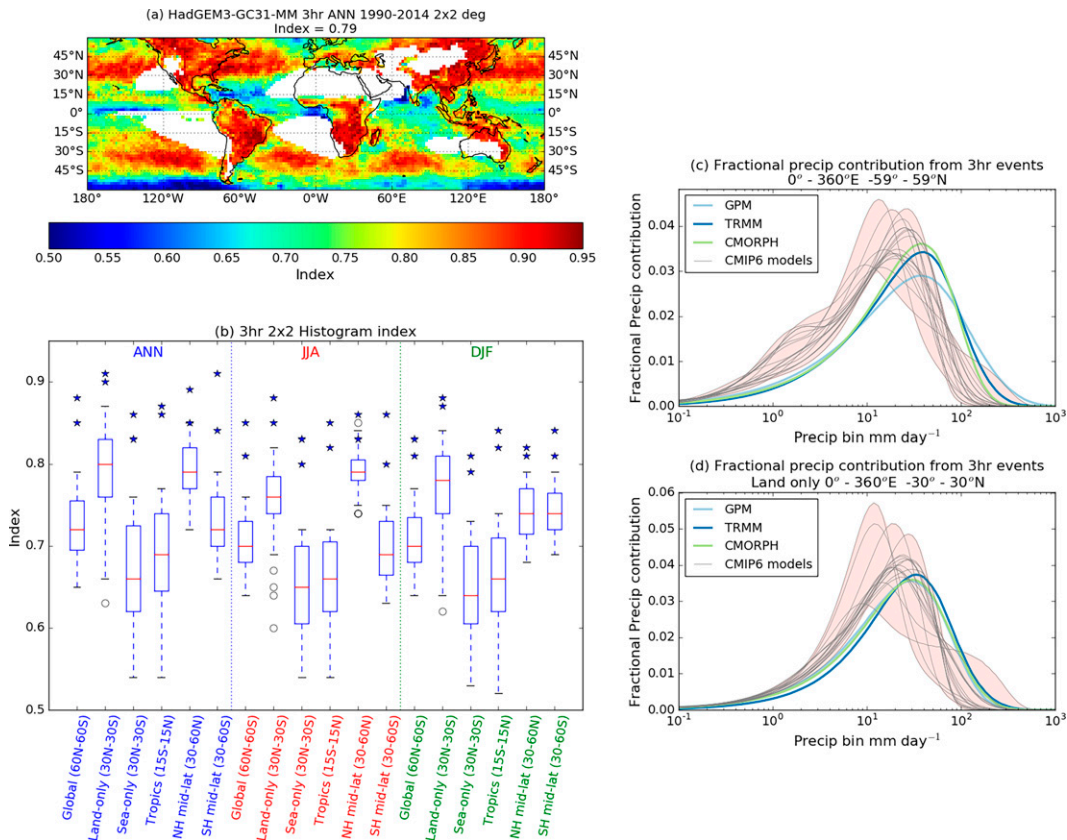 (a) HadGEM3-GC31-MM 3hr ANN 1990-2014 2x2 deg
Index = 0.79
45°N 45°N
30°N 30°N
15°N 15°N
0° 0°
15°S 15°S
30°S 30°S
45°S 45°S
180° 120°W 60°W 0°W 60°E 120°E 180°
0.50 0.55 0.60 0.65 0.70 0.75 0.80 0.85 0.90 0.95
Index
(b) 3hr 2x2 Histogram index
ANN JJA DJF
0.9
0.8
0.7
0.6
0.5
Index
Global (60N-60S)
Land-only (30N-30S)
Sea-only (30N-30S)
Tropics (15S-15N)
NH mid-lat (30-60N)
SH mid-lat (30-60S)
Global (60N-60S)
Land-only (30N-30S)
Sea-only (30N-30S)
Tropics (15S-15N)
NH mid-lat (30-60N)
SH mid-lat (30-60S)
Global (60N-60S)
Land-only (30N-30S)
Sea-only (30N-30S)
Tropics (15S-15N)
NH mid-lat (30-60N)
SH mid-lat (30-60S)
(c) Fractional precip contribution from 3hr events
0° - 360°E -59° - 59°N
GPM
TRMM
CMORPH
CMIP6 models
0.04
0.03
0.02
0.01
0.00
Fractional Precip contribution
10⁻¹ 10⁰ 10¹ 10² 10³
Precip bin mm day⁻¹
(d) Fractional precip contribution from 3hr events
Land only 0° - 360°E -30° - 30°N
GPM
TRMM
CMORPH
CMIP6 models
0.06
0.05
0.04
0.03
0.02
0.01
0.00
Fractional Precip contribution
10⁻¹ 10⁰ 10¹ 10² 10³
Precip bin mm day⁻¹